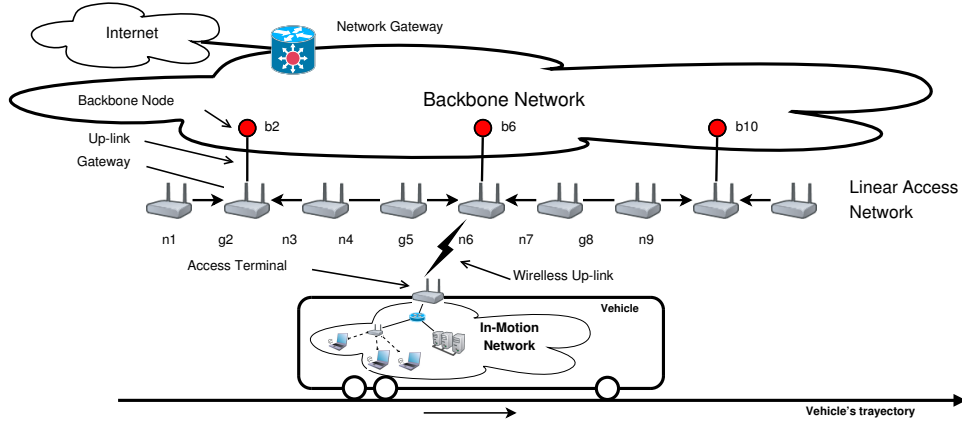 Internet
Network Gateway
Backbone Node
Backbone Network
b2
b6
b10
Up-link
Gateway
Linear Access
Network
n1
g2
n3
n4
g5
n6
n7
g8
n9
Access Terminal
Wireless Up-link
Vehicle
In-Motion
Network
Vehicle's trayectory